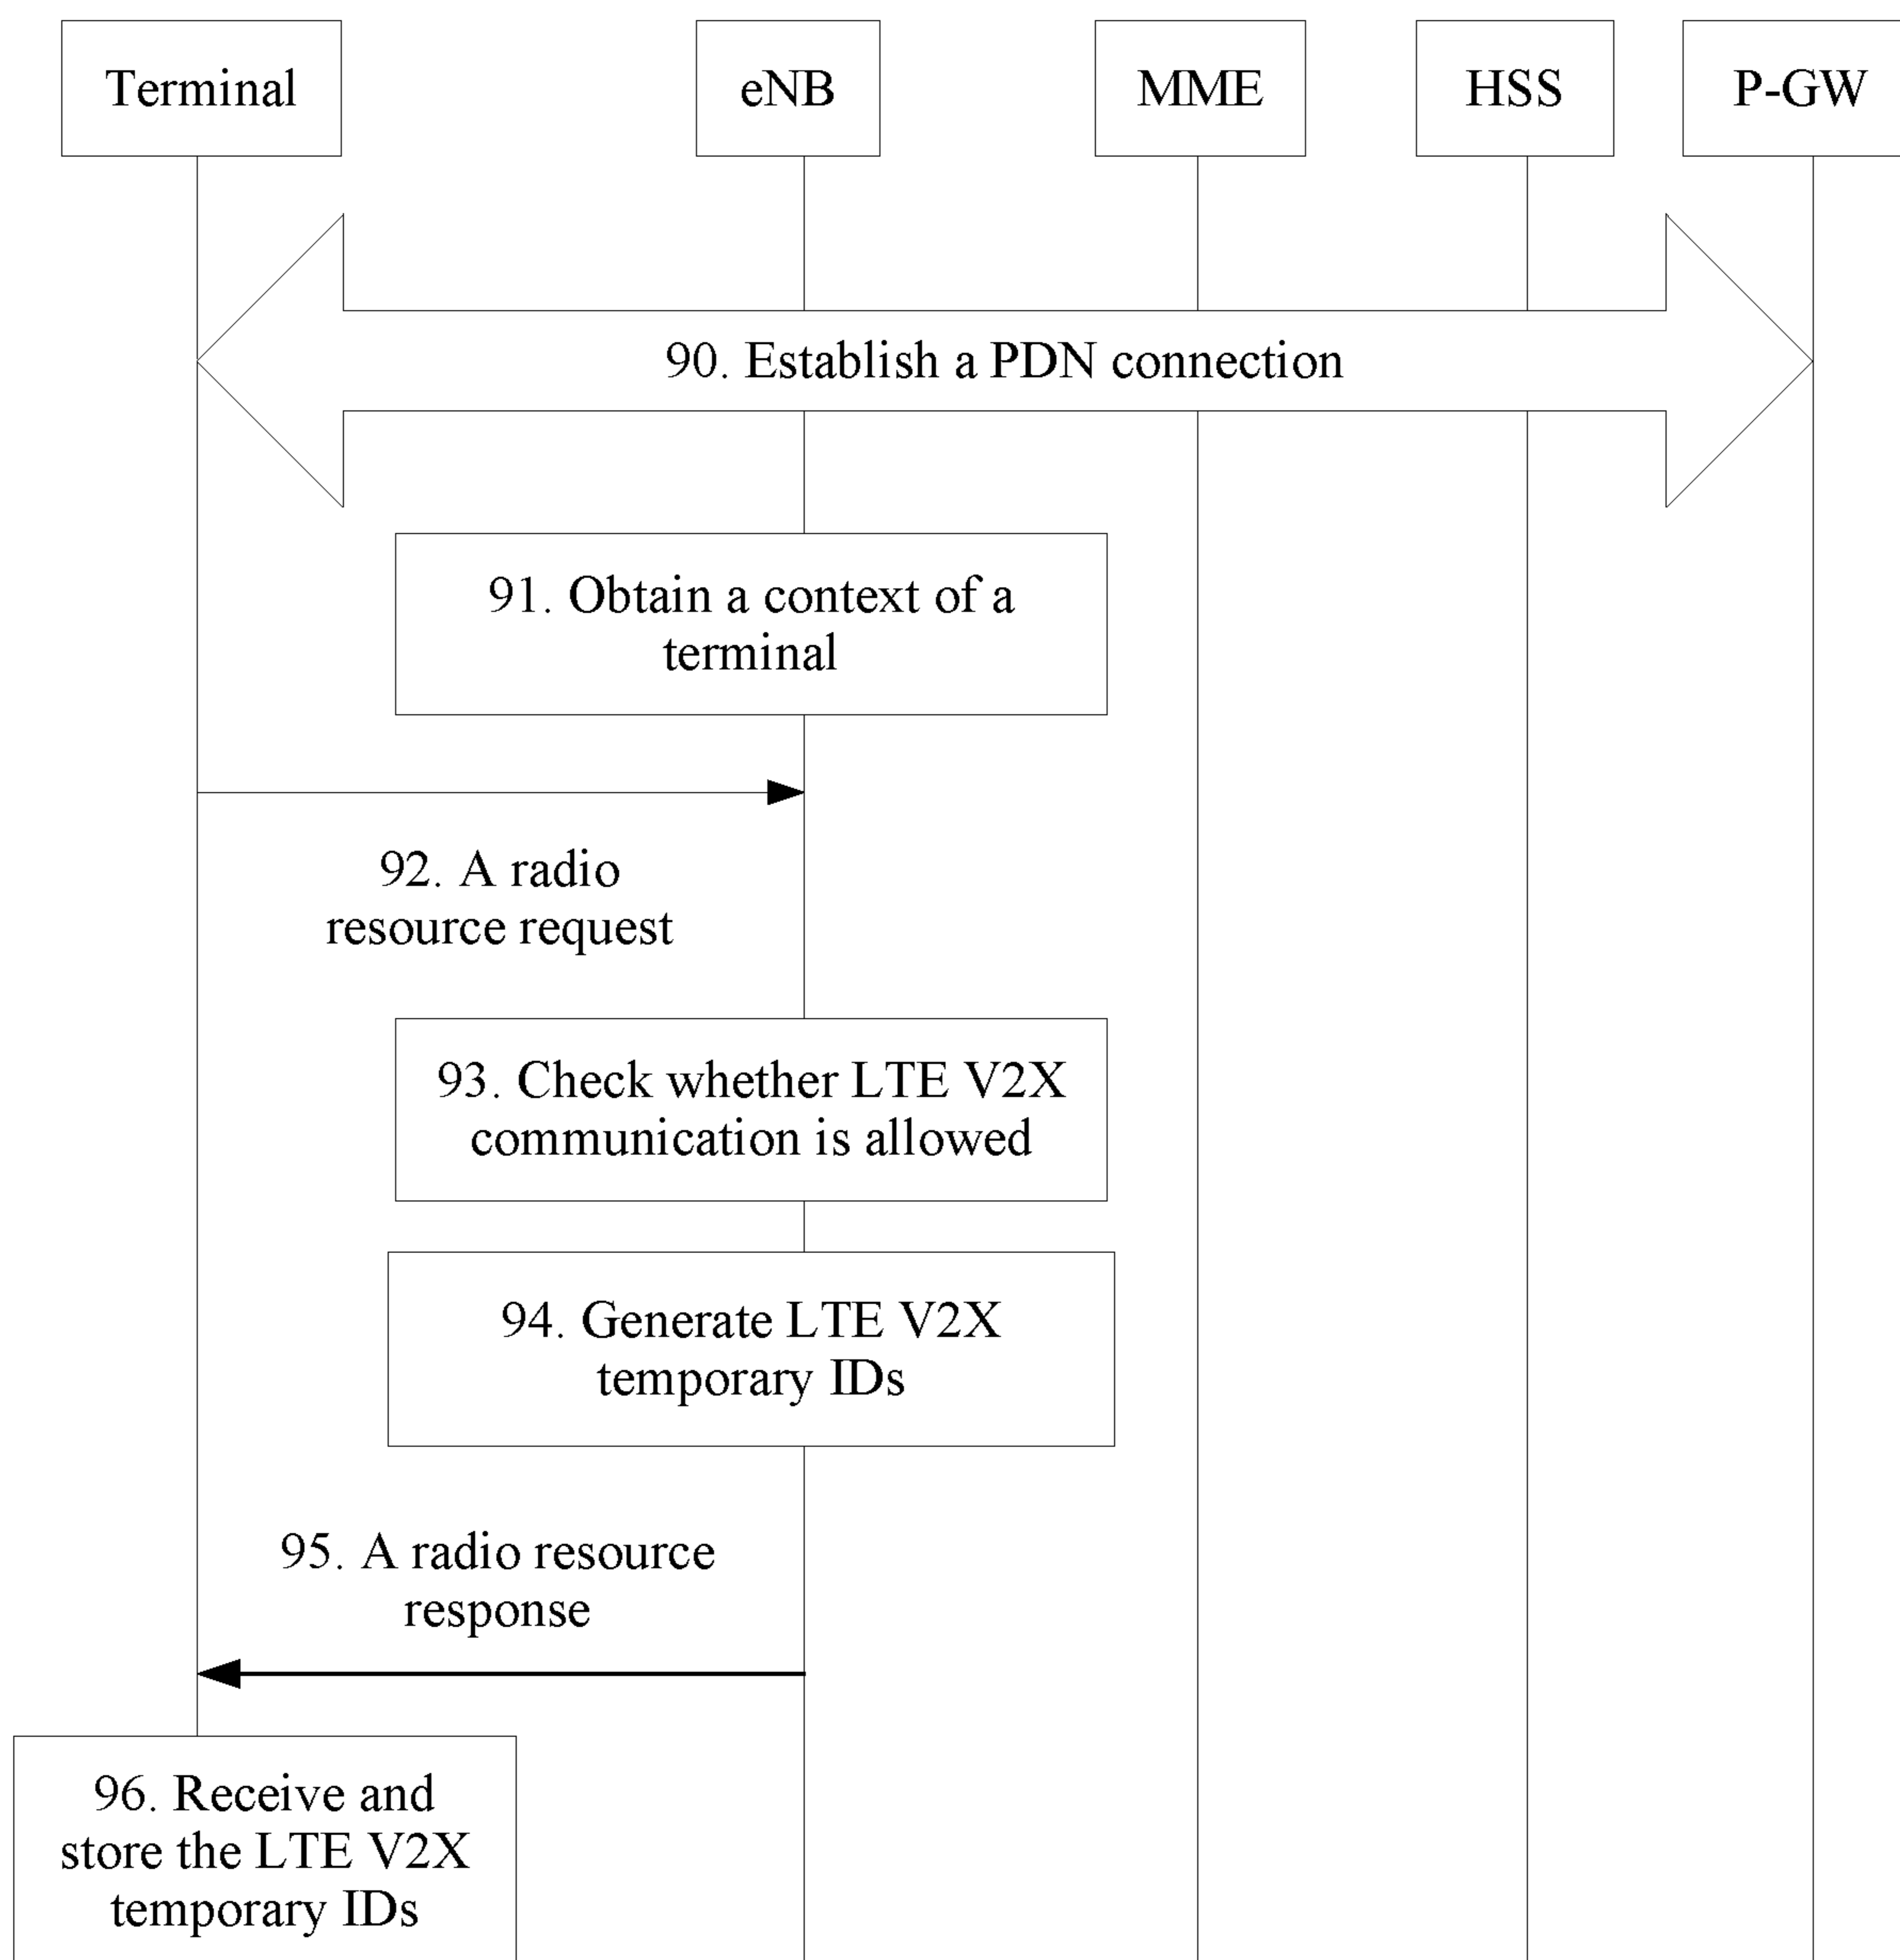 Terminal
eNB
MME
HSS
P-GW
90. Establish a PDN connection
91. Obtain a context of a
terminal
92. A radio
resource request
93. Check whether LTE V2X
communication is allowed
94. Generate LTE V2X
temporary IDs
95. A radio resource
response
96. Receive and
store the LTE V2X
temporary IDs